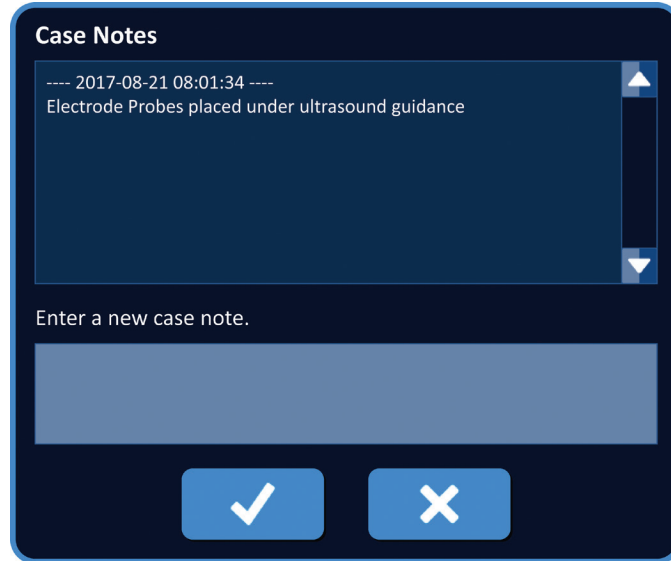 Case Notes
---- 2017-08-21 08:01:34 ----
Electrode Probes placed under ultrasound guidance
Enter a new case note.